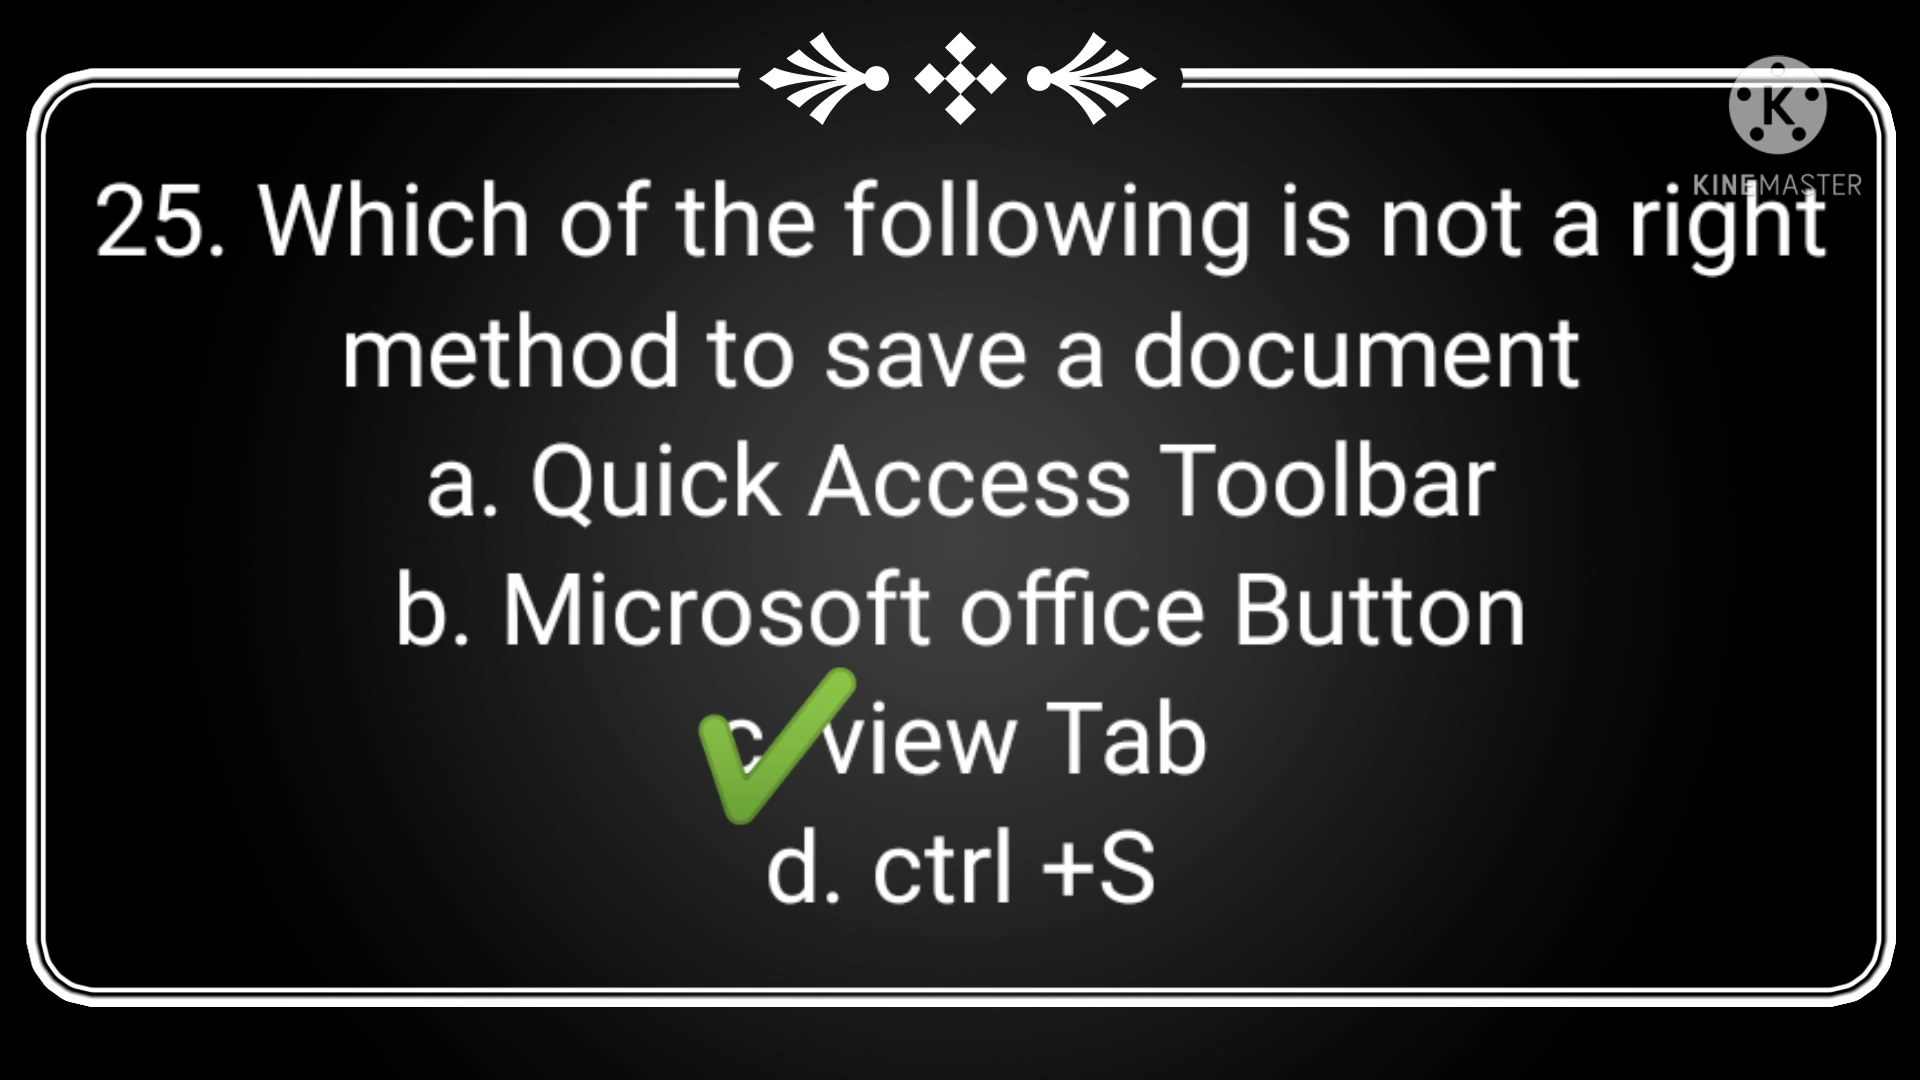 K
KINEMASTER
25. Which of the following is not a right
method to save a document
a. Quick Access Toolbar
b. Microsoft office Button
c. view Tab
d. ctrl +S